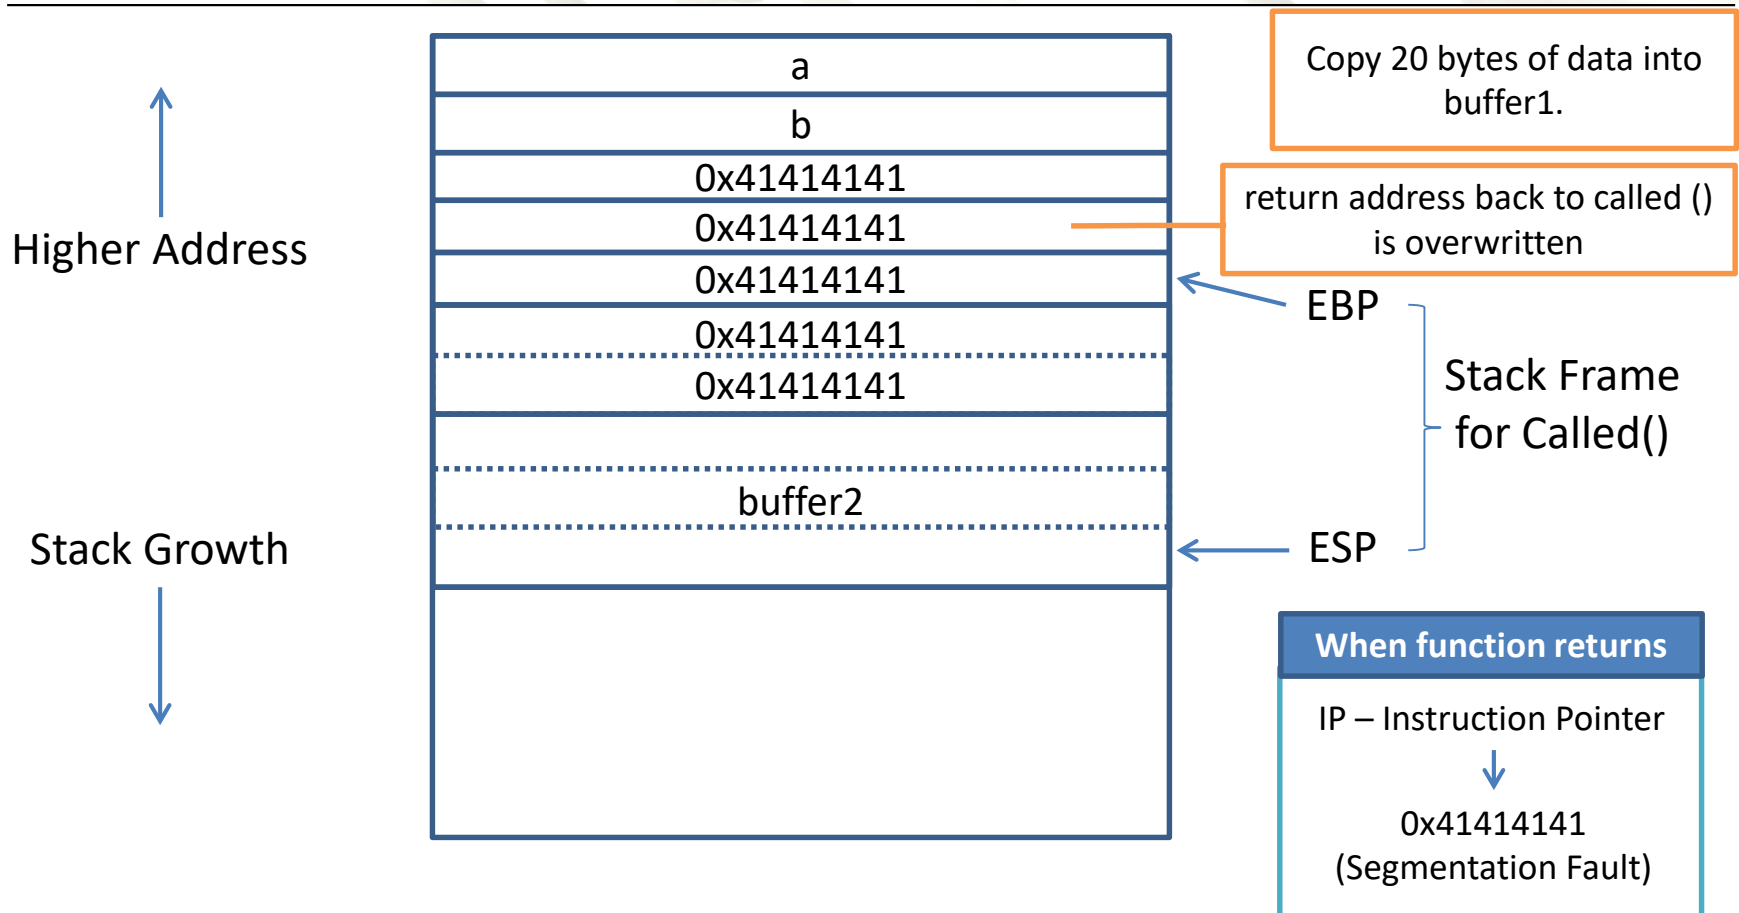 a
b
0x41414141
0x41414141
0x41414141
0x41414141
0x41414141
buffer2
Higher Address
Stack Growth
Copy 20 bytes of data into
buffer1.
return address back to called ()
is overwritten
EBP
Stack Frame
for Called()
ESP
When function returns
IP – Instruction Pointer
0x41414141
(Segmentation Fault)